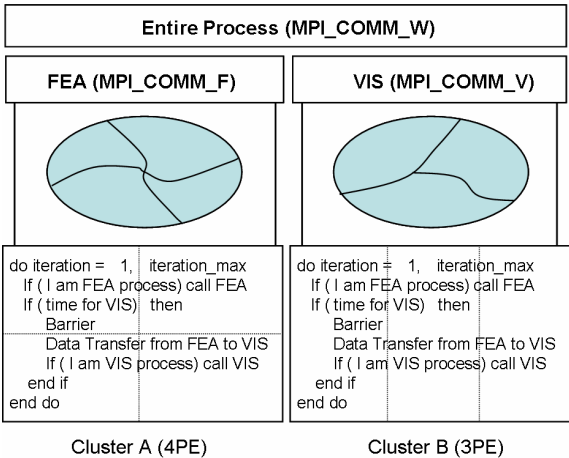 Entire Process (MPI_COMM_W)
FEA (MPI_COMM_F)
VIS (MPI_COMM_V)
do iteration = 1, iteration_max
If ( I am FEA process) call FEA
If ( time for VIS) then
Barrier
Data Transfer from FEA to VIS
If ( I am VIS process) call VIS
end if
end do
do iteration = 1, iteration_max
If ( I am FEA process) call FEA
If ( time for VIS) then
Barrier
Data Transfer from FEA to VIS
If ( I am VIS process) call VIS
end if
end do
Cluster A (4PE)
Cluster B (3PE)